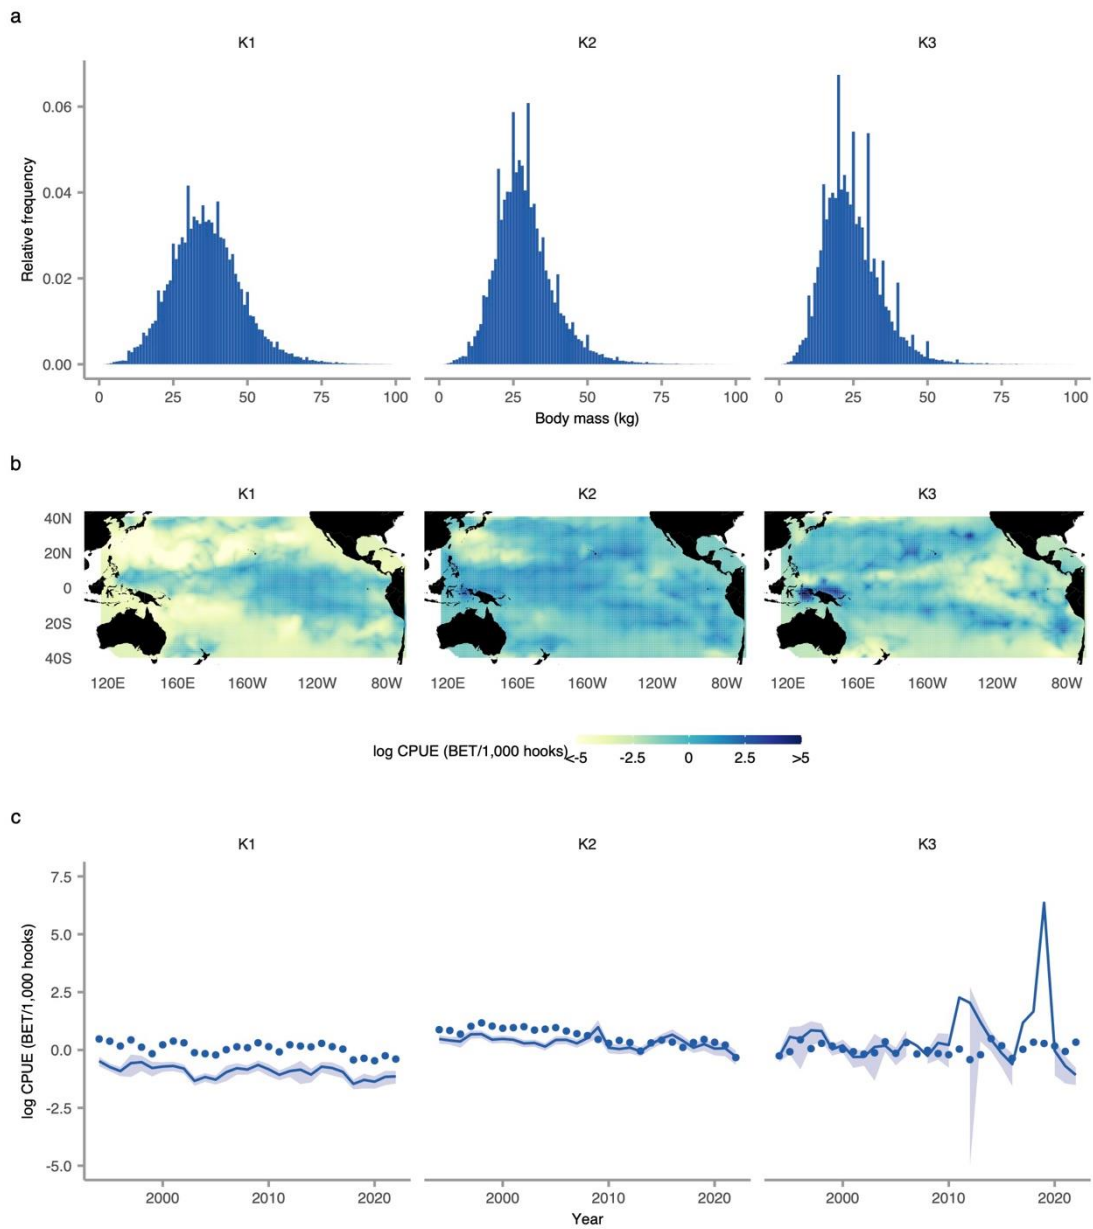 a
K1 K2 K3
0.06
0.04
0.02
0.00
Relative frequency
0 25 50 75 100 0 25 50 75 100 0 25 50 75 100
Body mass (kg)
b
K1 K2 K3
40N
20N
0
20S
40S
120E 160E 160W 120W 80W 120E 160E 160W 120W 80W 120E 160E 160W 120W 80W
log CPUE (BET/1,000 hooks)
<-5 -2.5 0 2.5 >5
c
K1 K2 K3
7.5
5.0
2.5
0.0
-2.5
-5.0
log CPUE (BET/1,000 hooks)
2000 2010 2020 2000 2010 2020 2000 2010 2020
Year